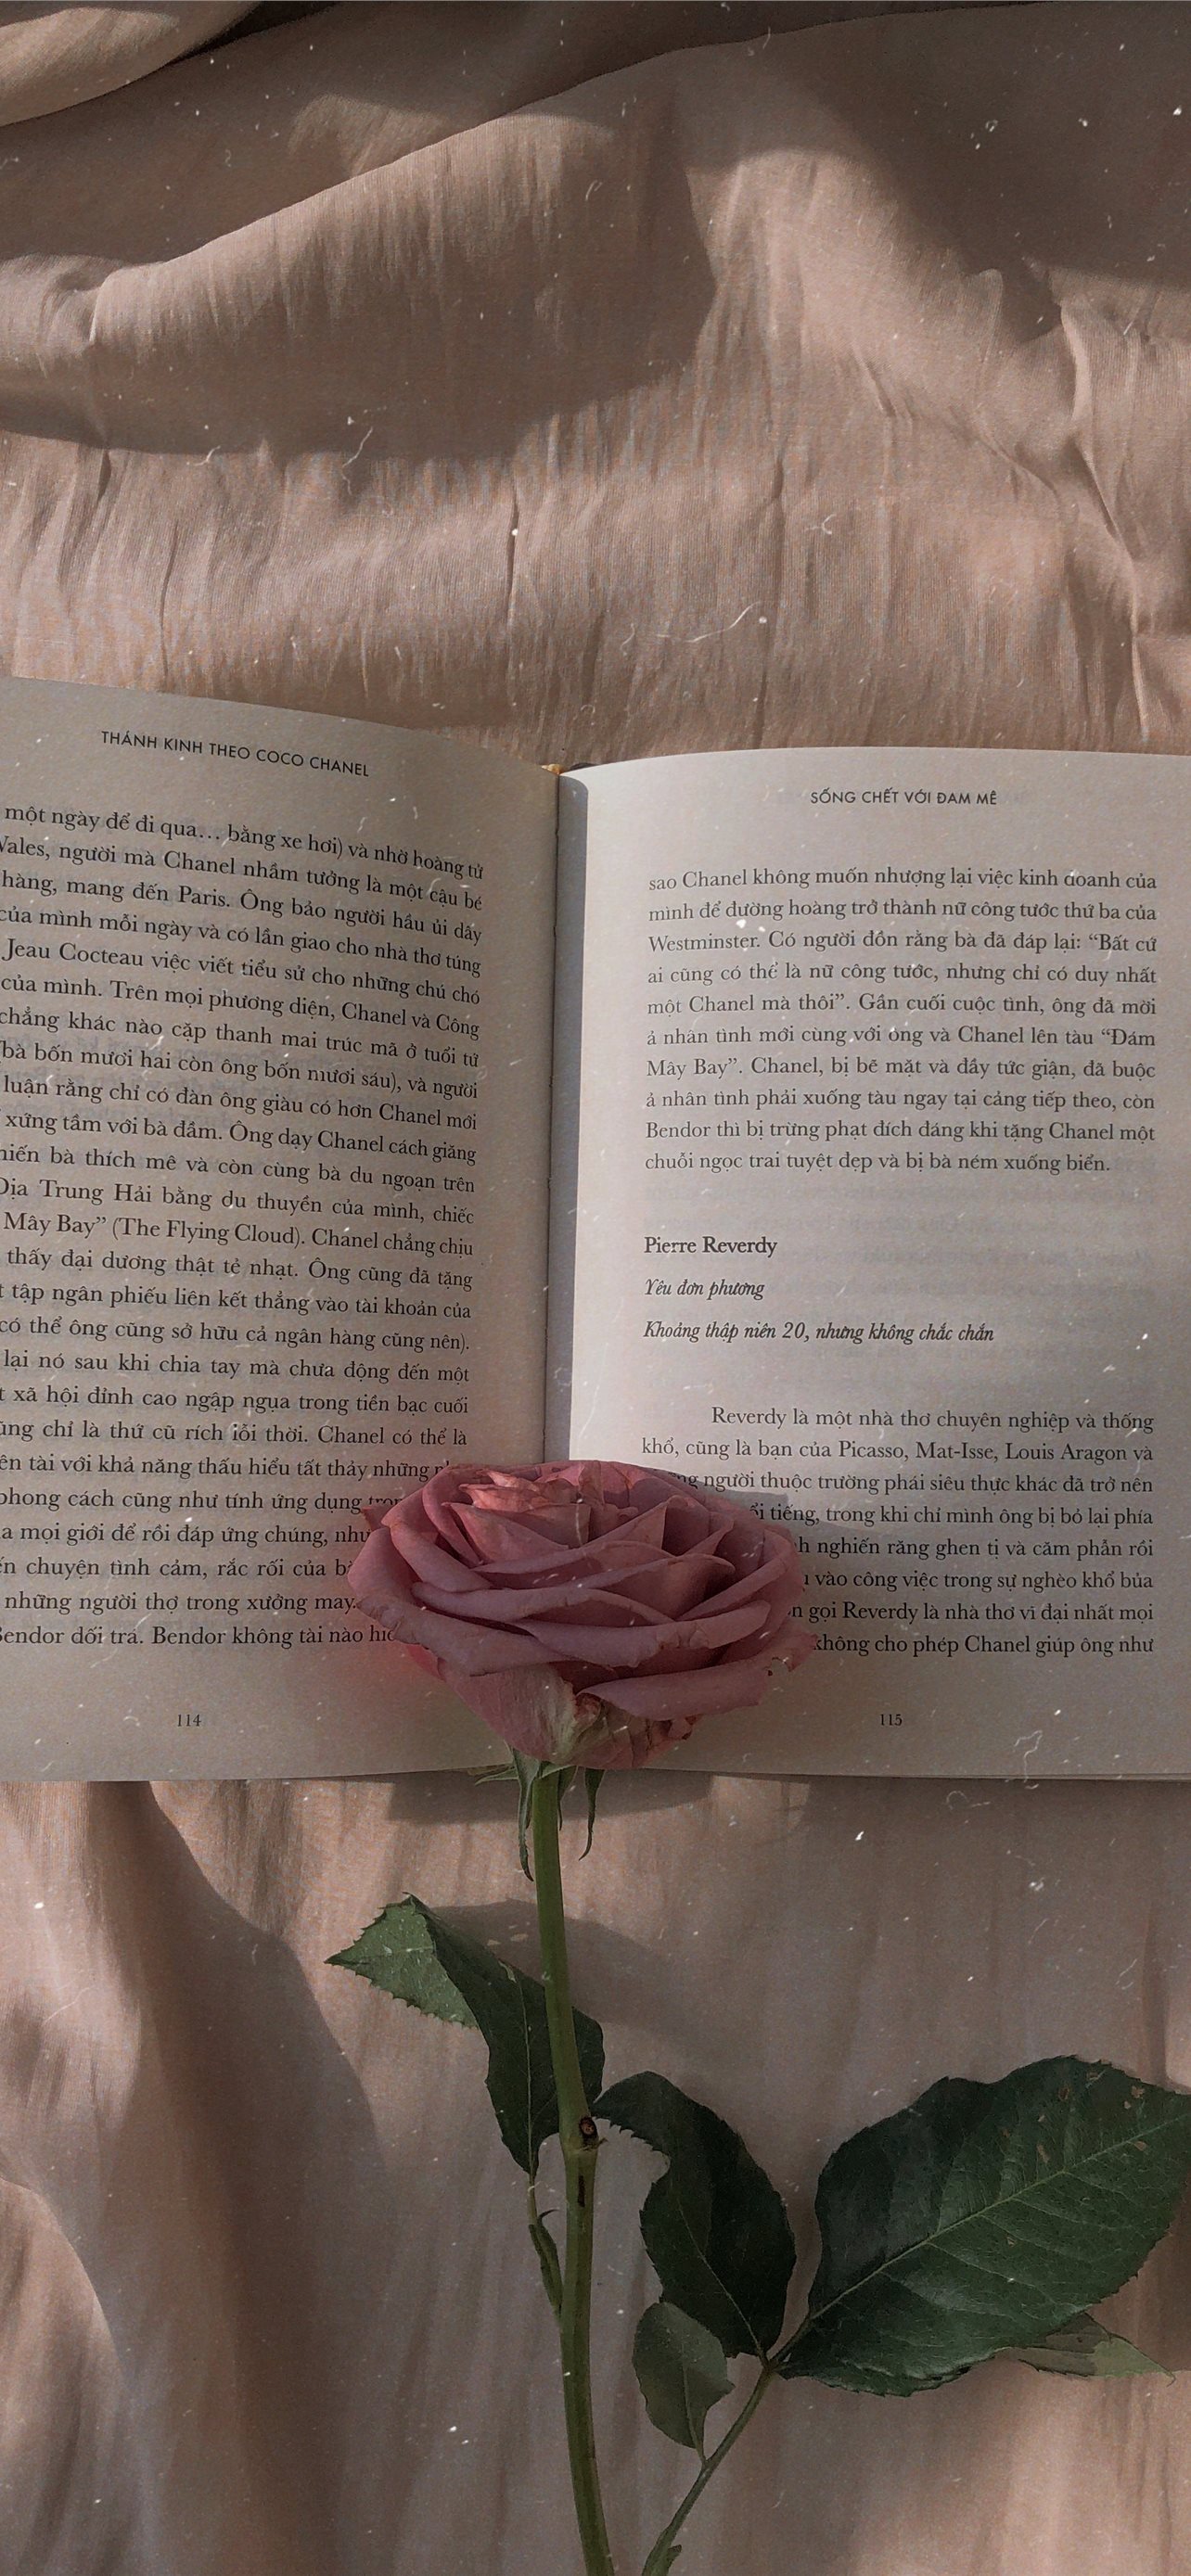 THÁNH KINH THEO COCO CHANEL
một ngày để đi qua… bằng xe hơi) và nhờ hoàng tử
Wales, người mà Chanel nhầm tưởng là một cậu bé
hàng, mang đến Paris. Ông bảo người hầu ủi dây
của mình mỗi ngày và có lần giao cho nhà thơ túng
Jeau Cocteau việc viết tiểu sử cho những chú chó
của mình. Trên mọi phương diện, Chanel và Công
chẳng khác nào cặp thanh mai trúc mã ở tuổi tứ
bà bốn mươi hai còn ông bốn mươi sáu), và người
luận rằng chỉ có đàn ông giàu có hơn Chanel mới
xứng tầm với bà đầm. Ông dạy Chanel cách giăng
bà thích mê và còn cùng bà du ngoạn trên
Địa Trung Hải bằng du thuyền của mình, chiếc
Mây Bay” (The Flying Cloud). Chanel chẳng chịu
thấy đại dương thật tẻ nhạt. Ông cũng đã tặng
tập ngân phiếu liên kết thẳng vào tài khoản của
có thể ông cũng sở hữu cả ngân hàng cũng nên).
lại nó sau khi chia tay mà chưa động đến một
xã hội đỉnh cao ngập ngụa trong tiền bạc cuối
chỉ là thứ cũ rích lỗi thời. Chanel có thể là
tài với khả năng thấu hiểu tất thảy những
phong cách cũng như tính ứng dụng
mọi giới để rồi đáp ứng chúng,
chuyện tình cảm, rắc rối của
những người thợ trong xưởng may.
Bendor dối trá. Bendor không tài nào
114
SỐNG CHẾT VỚI ĐAM MÊ
sao Chanel không muốn nhượng lại việc kinh doanh của
mình để đường hoàng trở thành nữ công tước thứ ba của
Westminster. Có người đồn rằng bà đã đáp lại: “Bất cứ
ai cũng có thể là nữ công tước, nhưng chỉ có duy nhất
một Chanel mà thôi”. Gần cuối cuộc tình, ông đã mời
ả nhân tình mới cùng với ông và Chanel lên tàu “Đám
Mây Bay”. Chanel, bị bẽ mặt và đầy tức giận, đã buộc
ả nhân tình phải xuống tàu ngay tại cảng tiếp theo, còn
Bendor thì bị trừng phạt đích đáng khi tặng Chanel một
chuỗi ngọc trai tuyệt đẹp và bị bà ném xuống biển.
Pierre Reverdy
Yêu đơn phương
Khoảng thập niên 20, nhưng không chắc chắn
Reverdy là một nhà thơ chuyên nghiệp và thống
khổ, cũng là bạn của Picasso, Mat-Isse, Louis Aragon và
người thuộc trường phái siêu thực khác đã trở nên
tiếng, trong khi chỉ mình ông bị bỏ lại phía
nghiến răng ghen tị và căm phẫn rồi
vào công việc trong sự nghèo khổ bủa
gọi Reverdy là nhà thơ vĩ đại nhất mọi
không cho phép Chanel giúp ông như
115